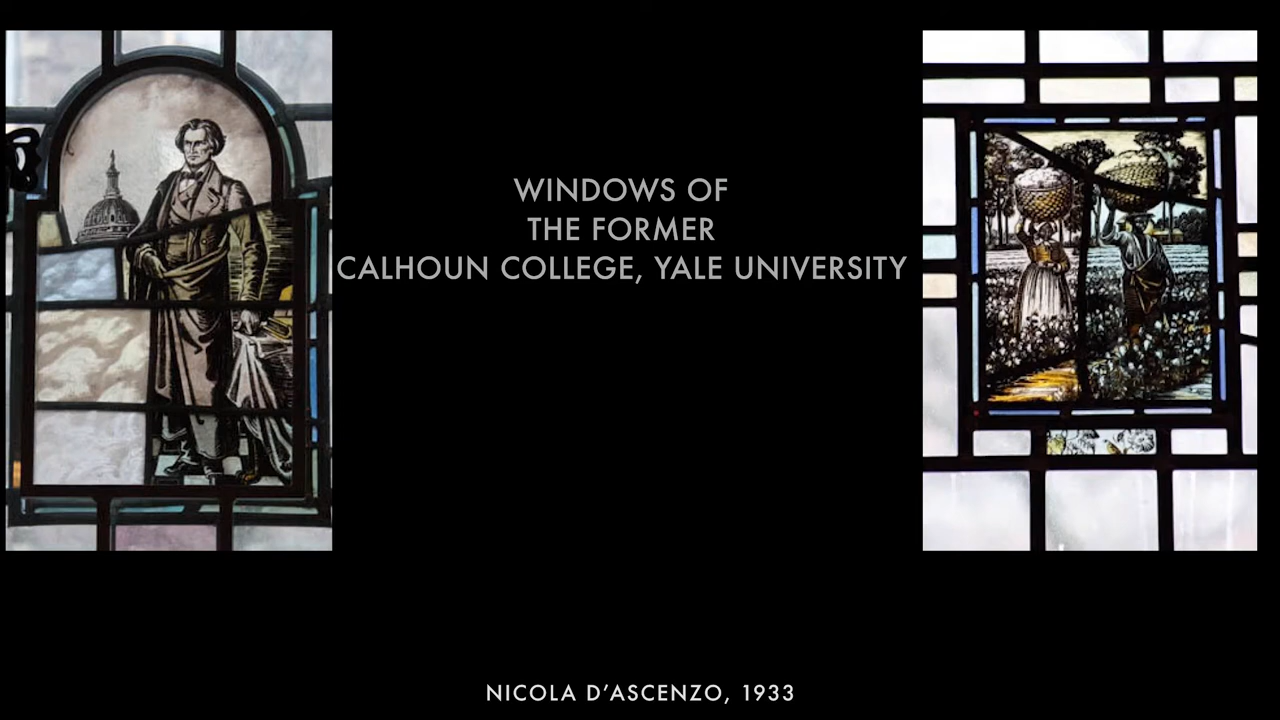 WINDOWS OF
THE FORMER
CALHOUN COLLEGE, YALE UNIVERSITY
NICOLA D’ASCENZO, 1933